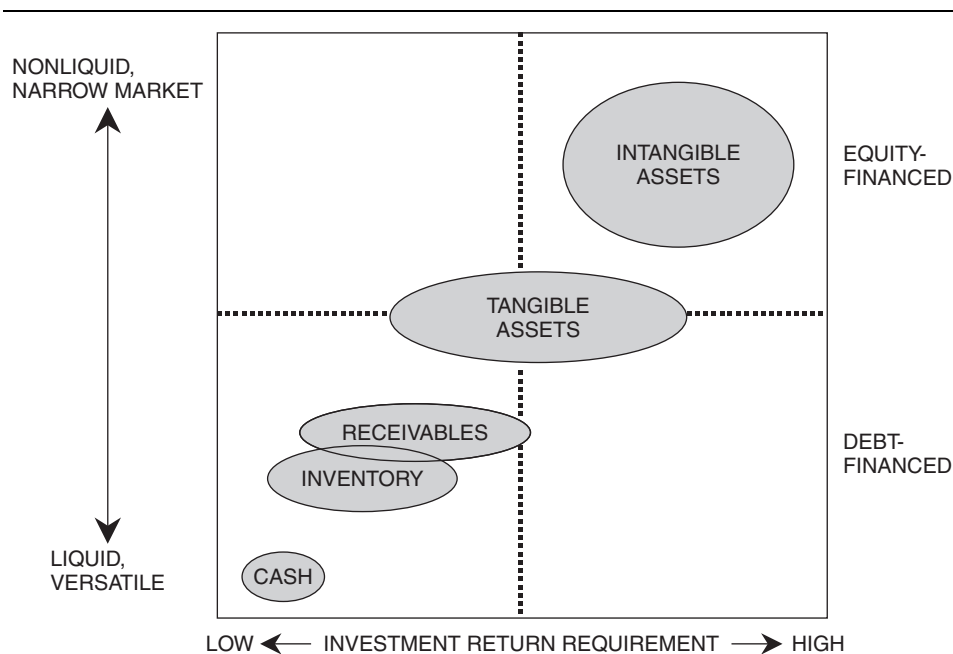 NONLIQUID,
NARROW MARKET
INTANGIBLE
ASSETS
EQUITY-
FINANCED
TANGIBLE
ASSETS
RECEIVABLES
INVENTORY
DEBT-
FINANCED
LIQUID,
VERSATILE
CASH
LOW INVESTMENT RETURN REQUIREMENT HIGH